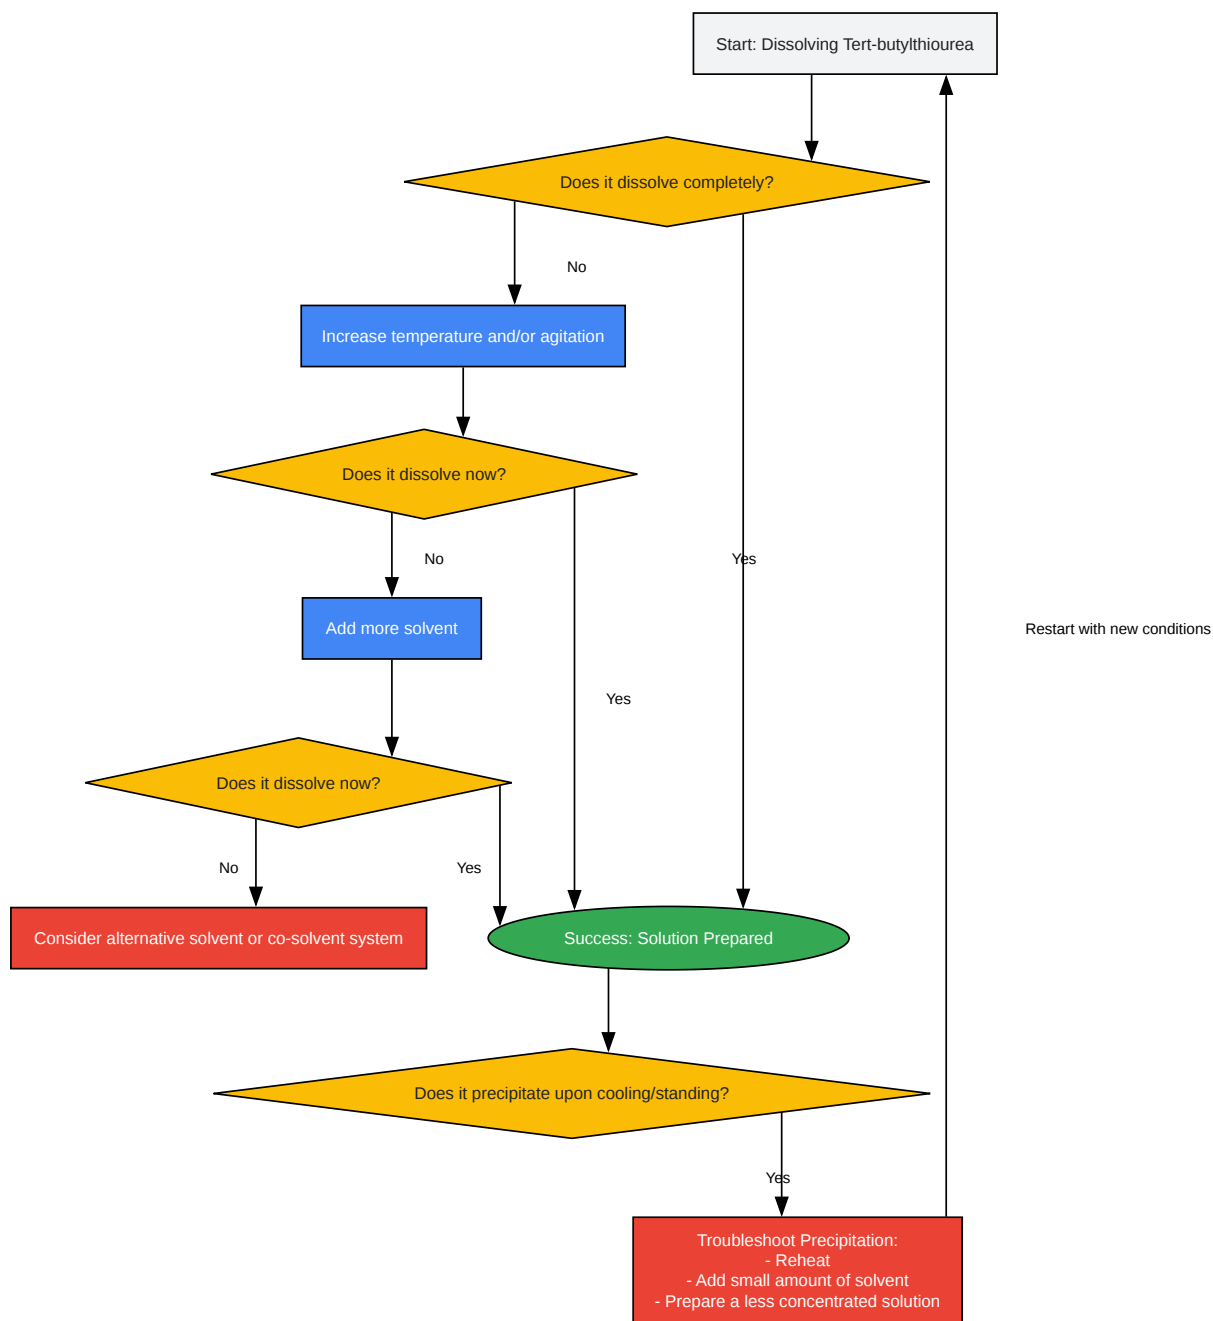 Start: Dissolving Tert-butylthiourea
Does it dissolve completely?
No
Increase temperature and/or agitation
Does it dissolve now?
No
Yes
Add more solvent
Restart with new conditions
Yes
Does it dissolve now?
No
Yes
Consider alternative solvent or co-solvent system
Success: Solution Prepared
Does it precipitate upon cooling/standing?
Yes
Troubleshoot Precipitation:
- Reheat
- Add small amount of solvent
- Prepare a less concentrated solution